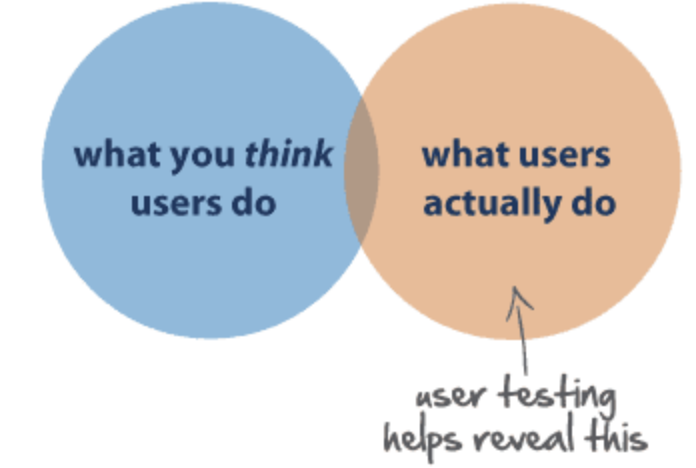 what you think
users do
what users
actually do
user testing
helps reveal this